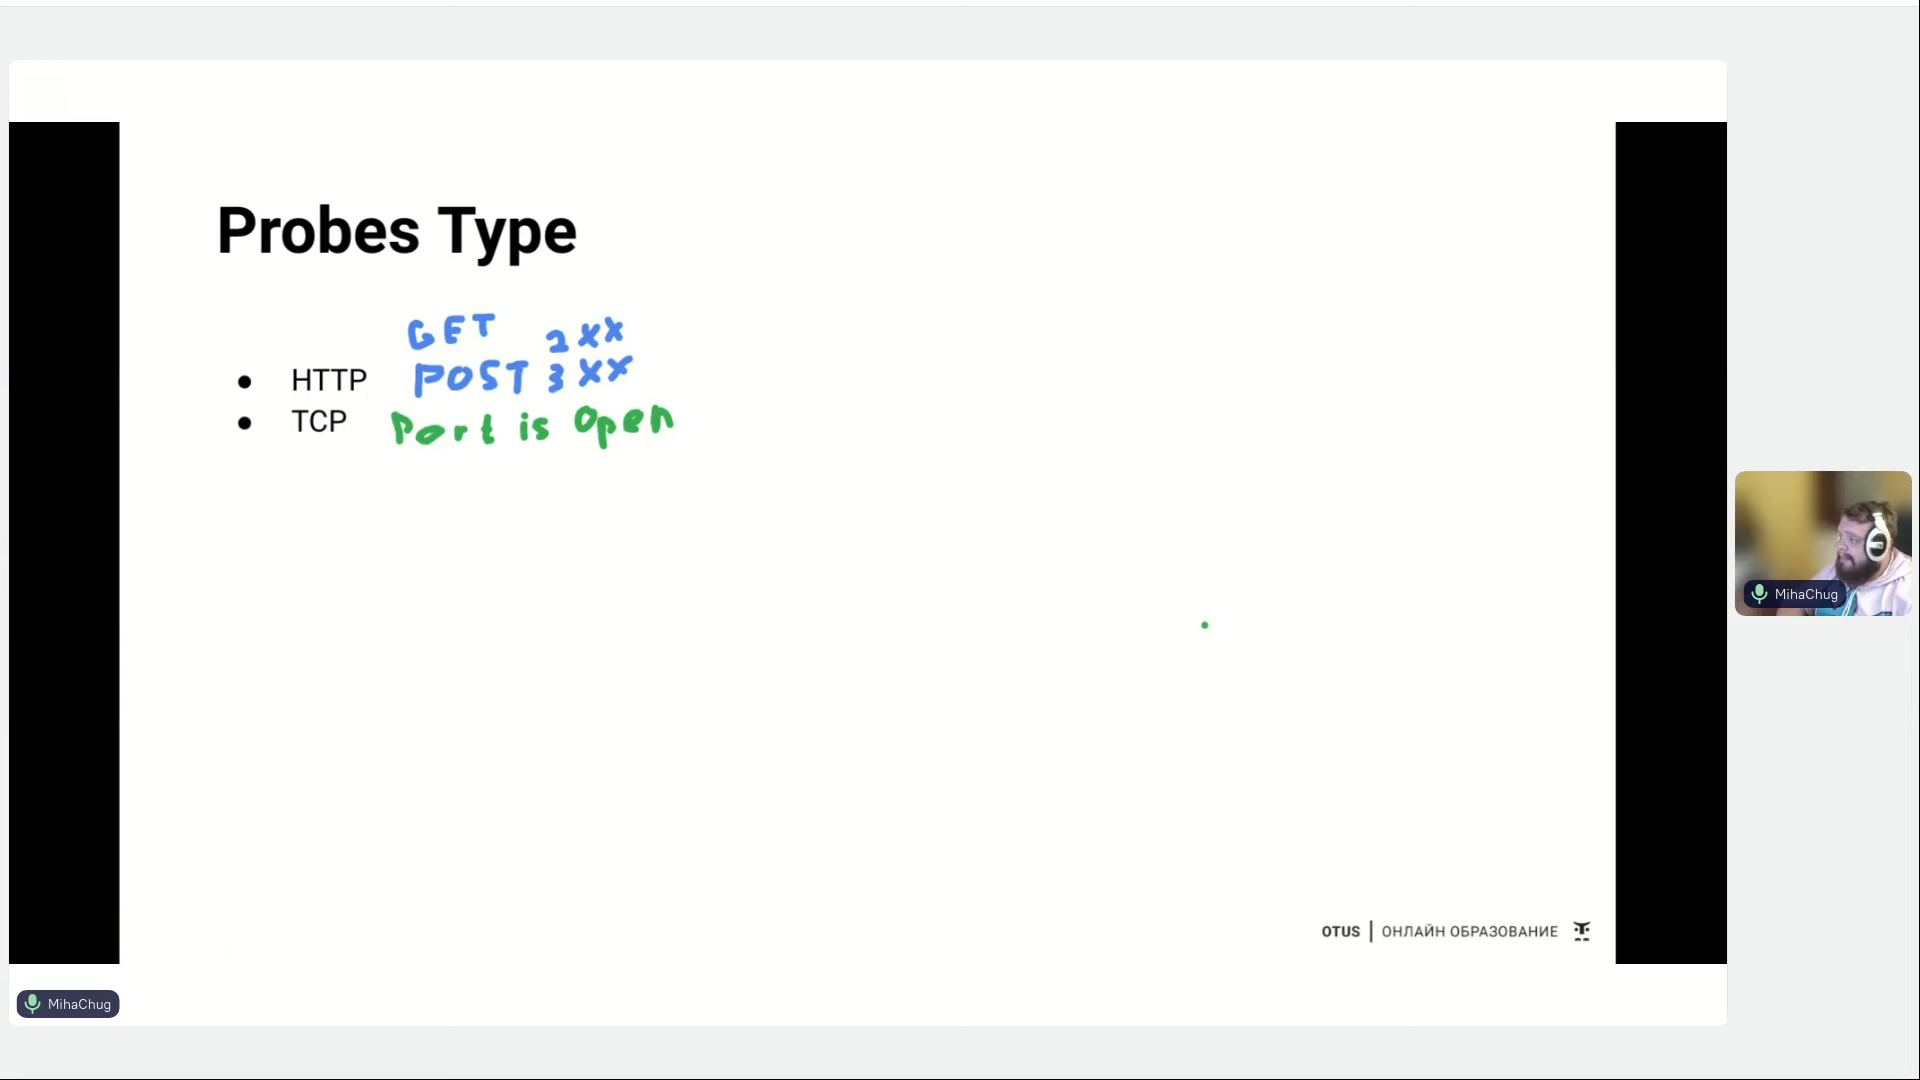 Probes Type
GET 2XX
HTTP POST 3XX
TCP Port is Open
MihaChug
OTUS | ОНЛАЙН ОБРАЗОВАНИЕ
MihaChug